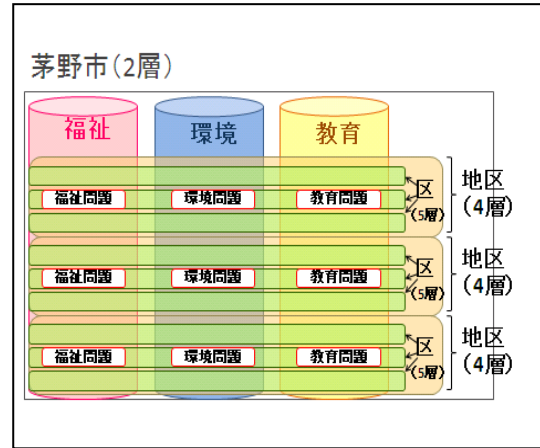 茅野市(2層)
福祉 環境 教育
福祉問題 環境問題 教育問題 区 (5層) 地区 (4層)
福祉問題 環境問題 教育問題 区 (5層) 地区 (4層)
福祉問題 環境問題 教育問題 区 (5層) 地区 (4層)